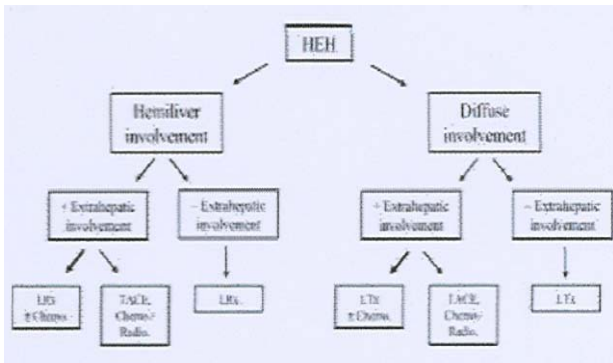 HEH
Hemiliver
involvement
Diffuse
involvement
+ Extrahepatic
involvement
– Extrahepatic
involvement
+ Extrahepatic
involvement
– Extrahepatic
involvement
LRx
± Chemo.
TACE,
Chemo/-
Radio.
LRx
LTx
± Chemo.
TACE,
Chemo/-
Radio.
LTx